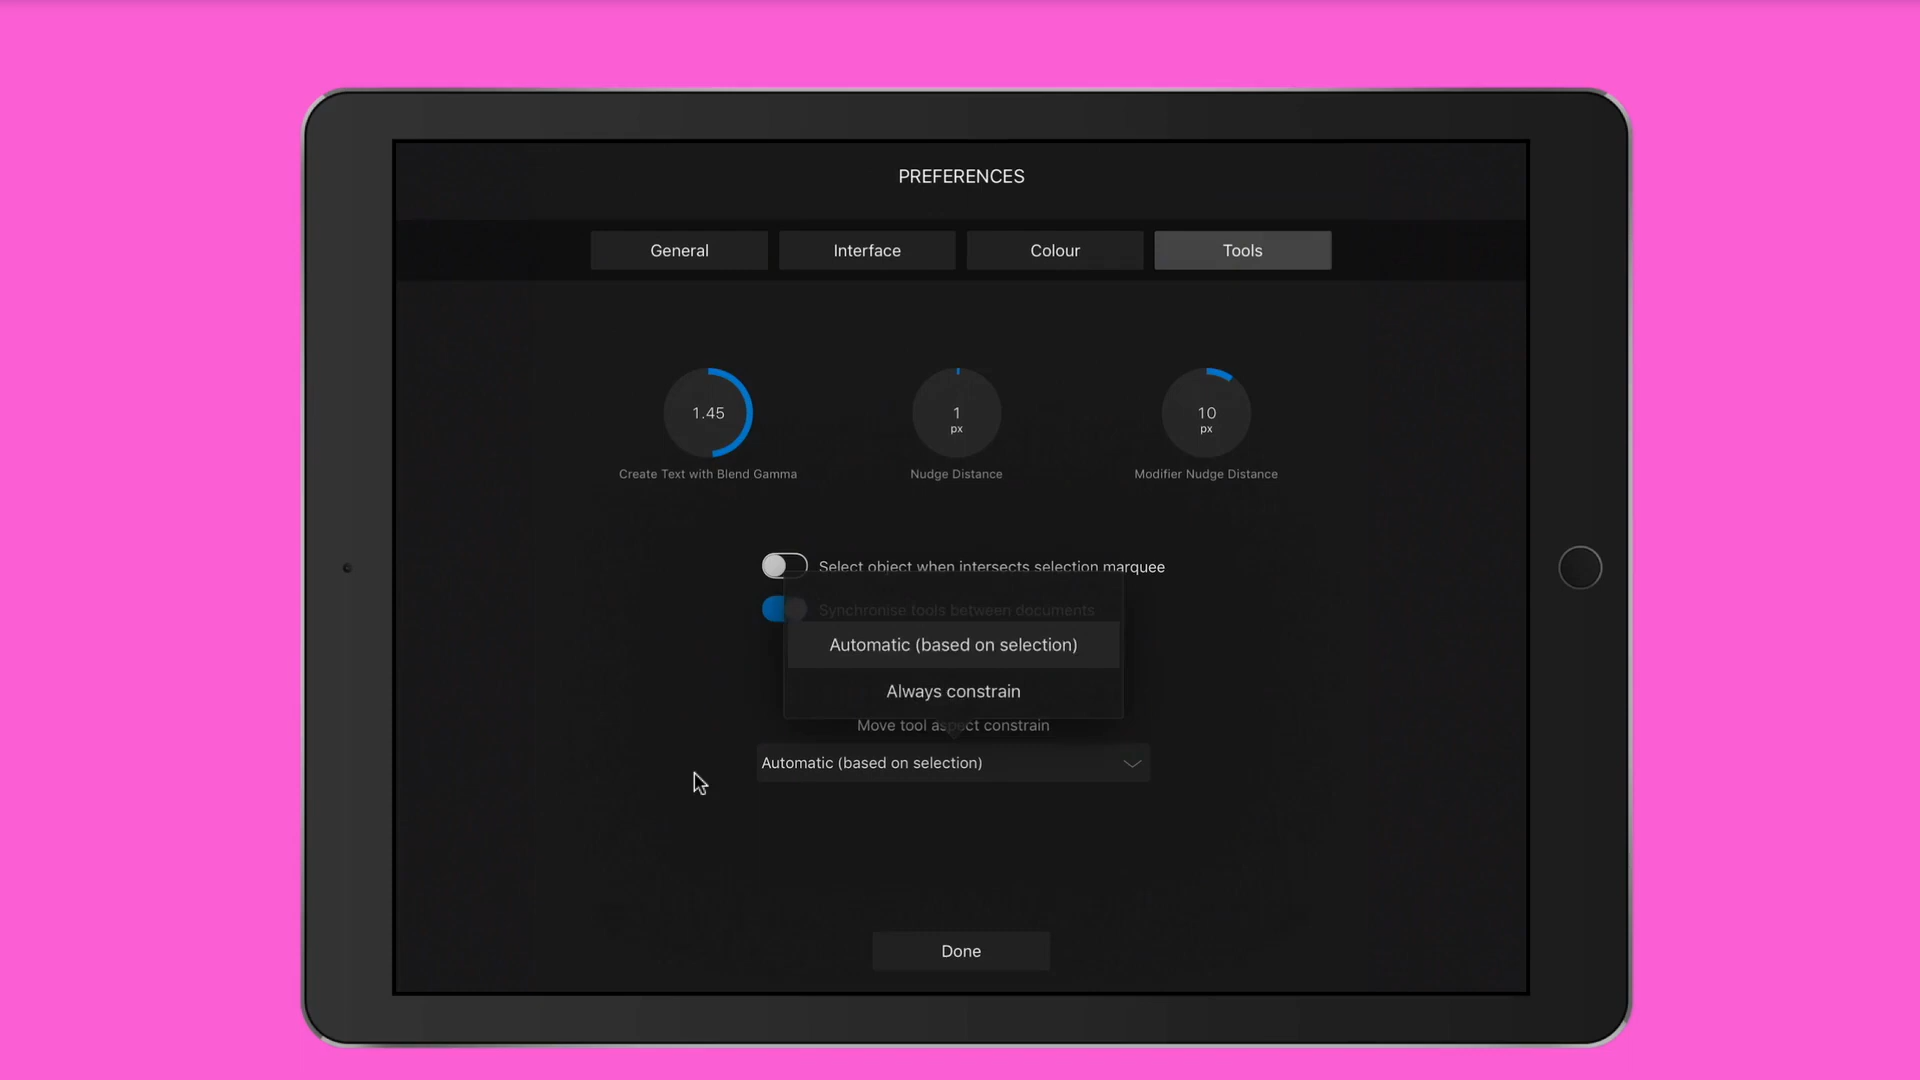 PREFERENCES
General
Interface
Colour
Tools
1.45
Create Text with Blend Gamma
1
px
Nudge Distance
10
px
Modifier Nudge Distance
Select object when intersects selection marquee
Synchronise tools between documents
Automatic (based on selection)
Always constrain
Move tool aspect constrain
Automatic (based on selection)
Done